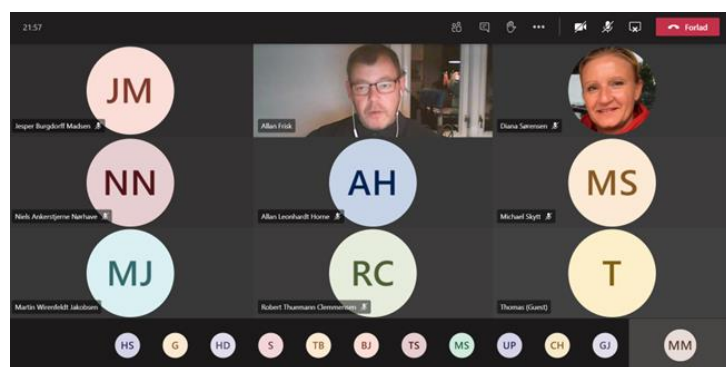 21:57
Forlad
JM
Jesper Burgdorff Madsen
Allan Frisk
Diana Sørensen
NN
Niels Ankerstjerne Nørhave
AH
Allan Leonhardt Horne
MS
Michael Skytt
MJ
Martin Wirenfeldt Jakobsen
RC
Robert Thuemann Clemmensen
T
Thomas (Guest)
HS G HD S TB BJ TS MS UP CH GJ MM